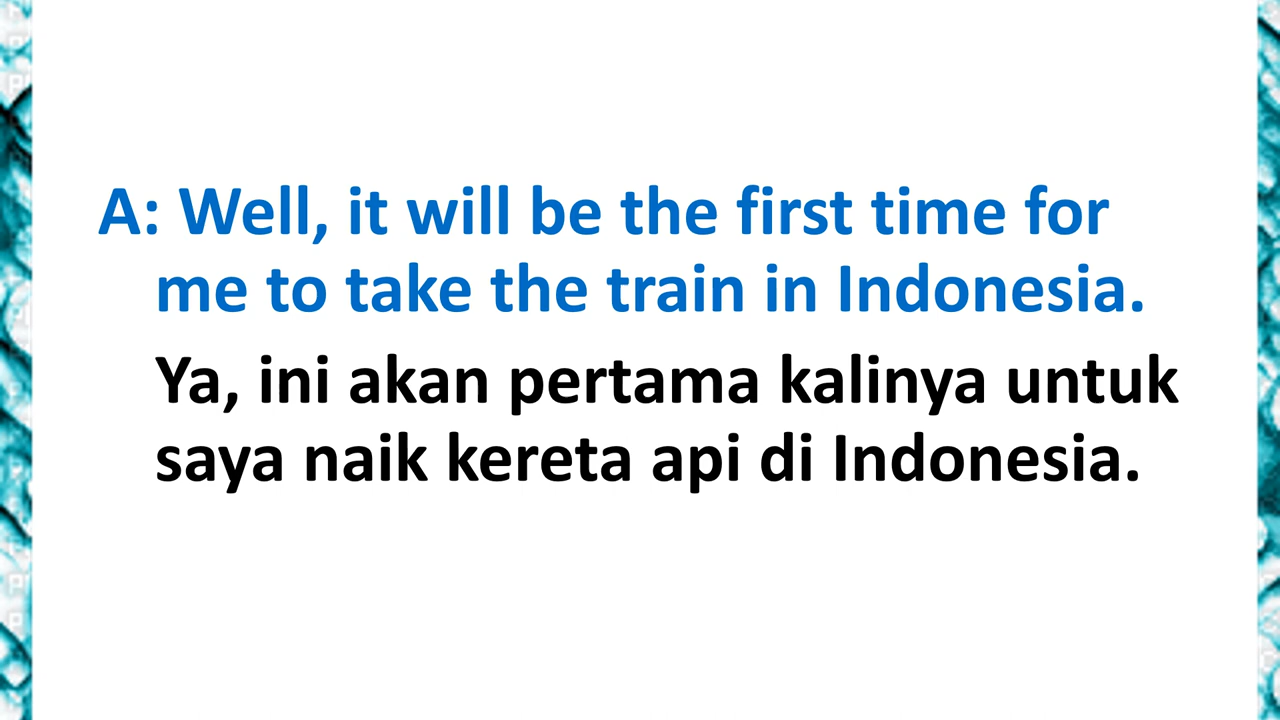 A: Well, it will be the first time for
me to take the train in Indonesia.
Ya, ini akan pertama kalinya untuk
saya naik kereta api di Indonesia.